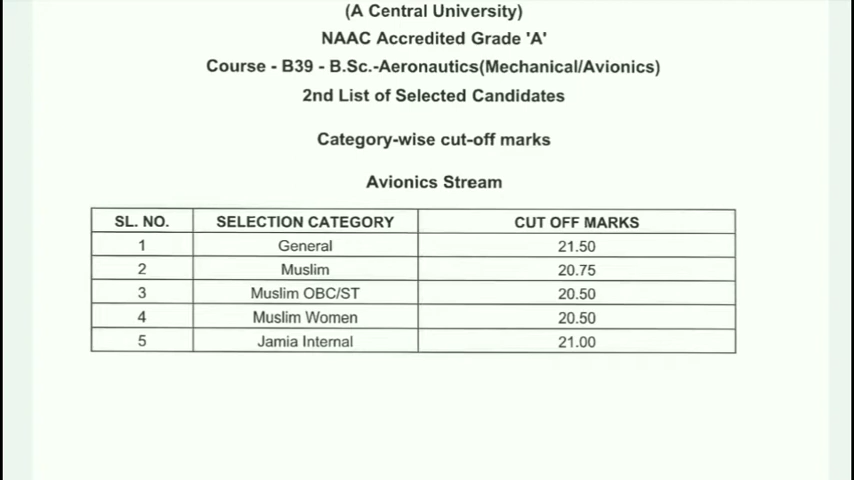 (A Central University)
NAAC Accredited Grade 'A'
Course - B39 - B.Sc.-Aeronautics(Mechanical/Avionics)
2nd List of Selected Candidates
Category-wise cut-off marks
Avionics Stream
SL. NO. SELECTION CATEGORY CUT OFF MARKS
1 General 21.50
2 Muslim 20.75
3 Muslim OBC/ST 20.50
4 Muslim Women 20.50
5 Jamia Internal 21.00